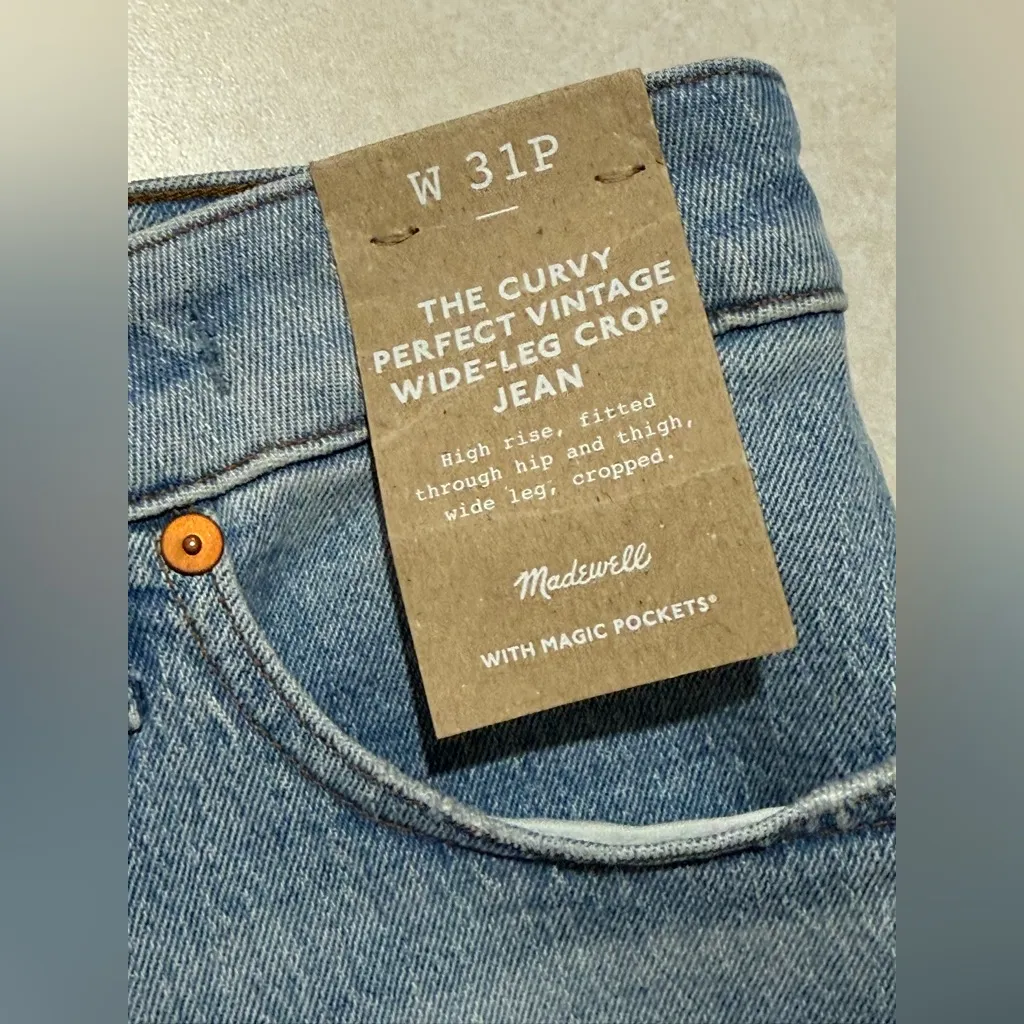 W 31P
THE CURVY
PERFECT VINTAGE
WIDE-LEG CROP
JEAN
High rise, fitted
through hip and thigh,
wide leg, cropped.
Madewell
WITH MAGIC POCKETS®